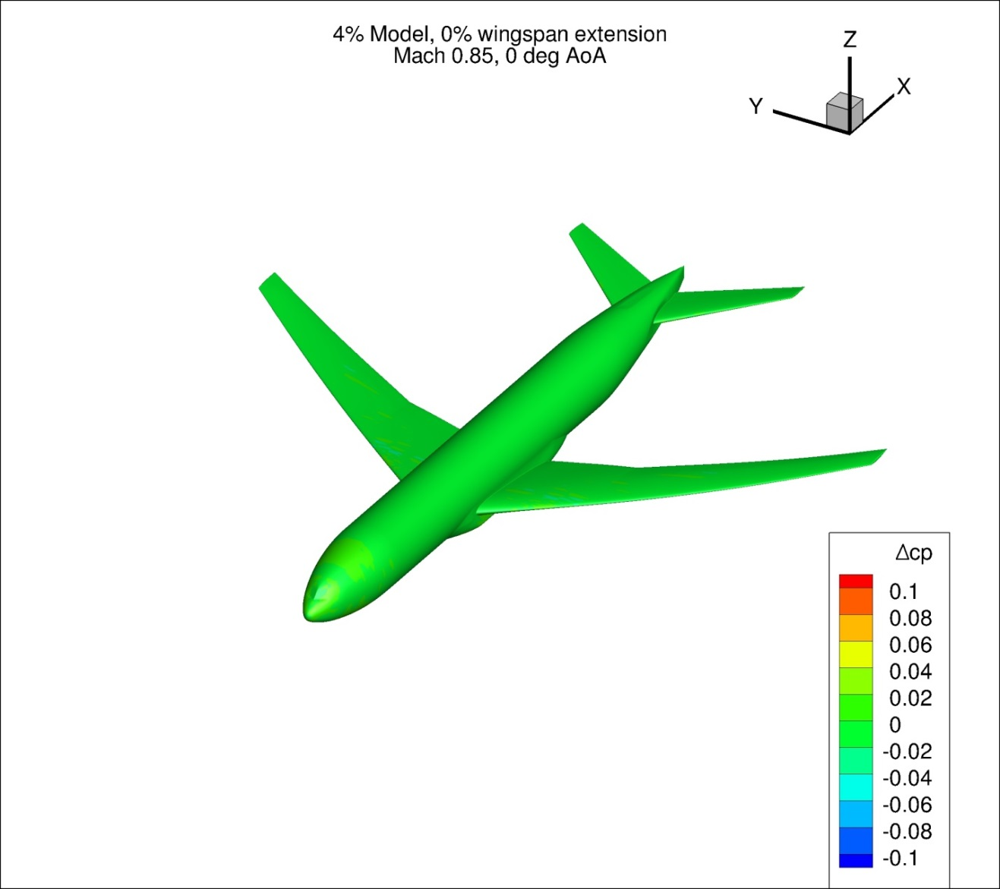 4% Model, 0% wingspan extension
Mach 0.85, 0 deg AoA
Z
X
Y
Δcp
0.1
0.08
0.06
0.04
0.02
0
-0.02
-0.04
-0.06
-0.08
-0.1